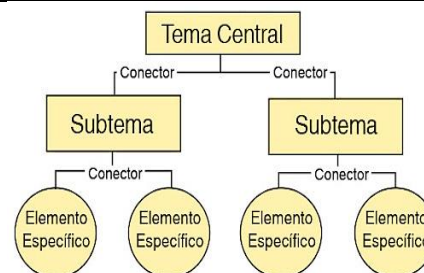 Tema Central
Conector
Conector
Subtema
Subtema
Conector
Conector
Elemento
Específico
Elemento
Específico
Elemento
Específico
Elemento
Específico